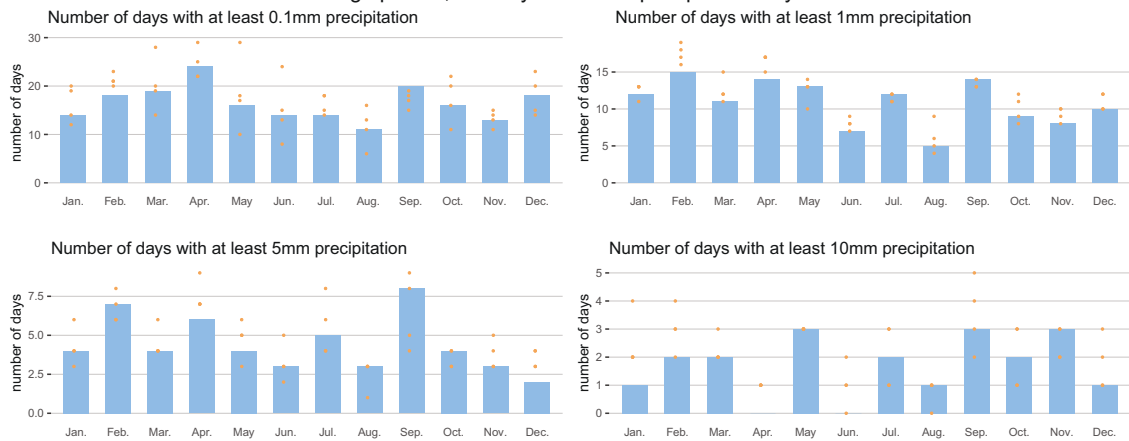 Number of days with at least 0.1mm precipitation
number of days
30
20
10
0
Jan. Feb. Mar. Apr. May Jun. Jul. Aug. Sep. Oct. Nov. Dec.
Number of days with at least 1mm precipitation
number of days
15
10
5
0
Jan. Feb. Mar. Apr. May Jun. Jul. Aug. Sep. Oct. Nov. Dec.
Number of days with at least 5mm precipitation
number of days
7.5
5.0
2.5
0.0
Jan. Feb. Mar. Apr. May Jun. Jul. Aug. Sep. Oct. Nov. Dec.
Number of days with at least 10mm precipitation
number of days
5
4
3
2
1
0
Jan. Feb. Mar. Apr. May Jun. Jul. Aug. Sep. Oct. Nov. Dec.